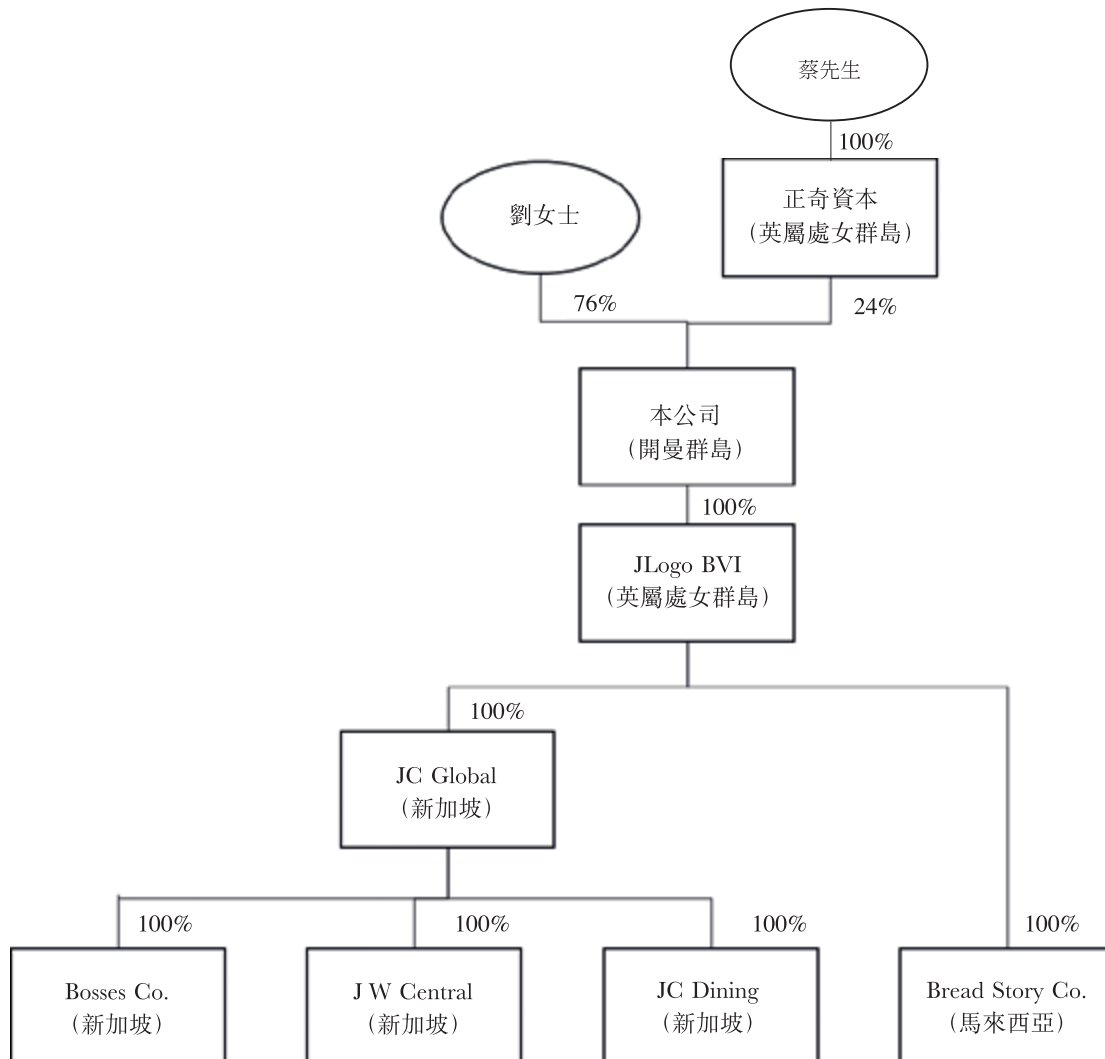 蔡先生
100%
正奇資本
（英屬處女群島）
劉女士
76%
24%
本公司
（開曼群島）
100%
JLogo BVI
（英屬處女群島）
100%
JC Global
（新加坡）
100%
100%
100%
100%
Bosses Co.
（新加坡）
J W Central
（新加坡）
JC Dining
（新加坡）
Bread Story Co.
（馬來西亞）